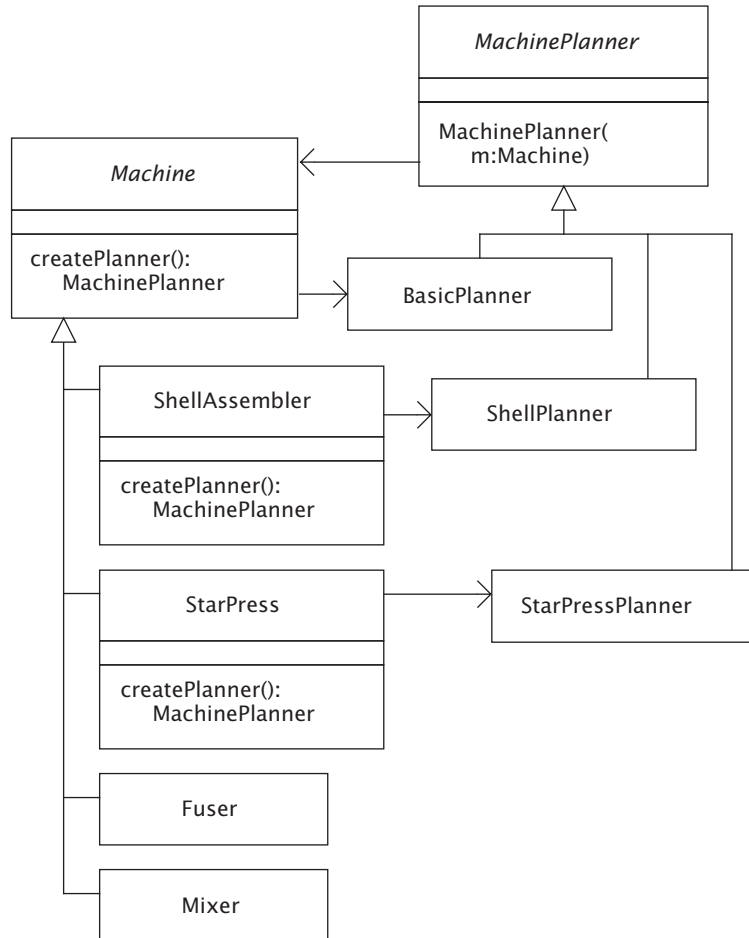 MachinePlanner
MachinePlanner(
m:Machine)
Machine
createPlanner():
MachinePlanner
BasicPlanner
ShellAssembler
createPlanner():
MachinePlanner
ShellPlanner
StarPress
createPlanner():
MachinePlanner
StarPressPlanner
Fuser
Mixer